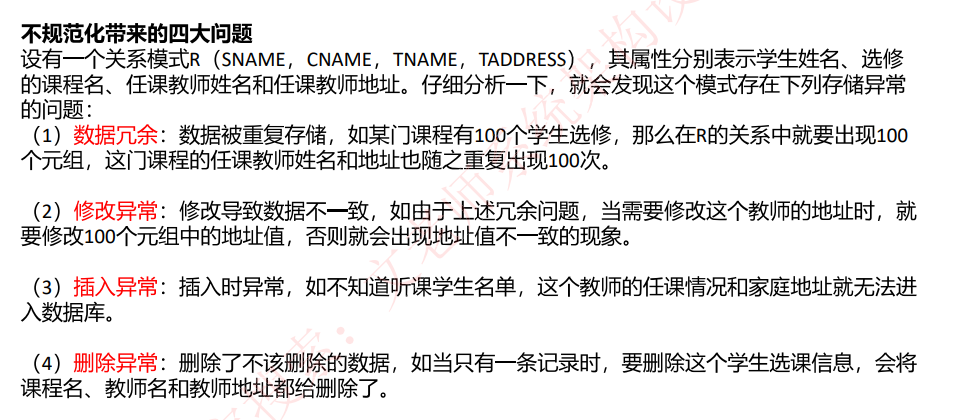 不规范化带来的四大问题
设有一个关系模式R（SNAME，CNAME，TNAME，TADDRESS），其属性分别表示学生姓名、选修
的课程名、任课教师姓名和任课教师地址。仔细分析一下，就会发现这个模式存在下列存储异常
的问题：
（1）数据冗余：数据被重复存储，如某门课程有100个学生选修，那么在R的关系中就要出现100
个元组，这门课程的任课教师姓名和地址也随之重复出现100次。
（2）修改异常：修改导致数据不一致，如由于上述冗余问题，当需要修改这个教师的地址时，就
要修改100个元组中的地址值，否则就会出现地址值不一致的现象。
（3）插入异常：插入时异常，如不知道听课学生名单，这个教师的任课情况和家庭地址就无法进
入数据库。
（4）删除异常：删除了不该删除的数据，如当只有一条记录时，要删除这个学生选课信息，会将
课程名、教师名和教师地址都给删除了。
搜索：文老师系统架构设